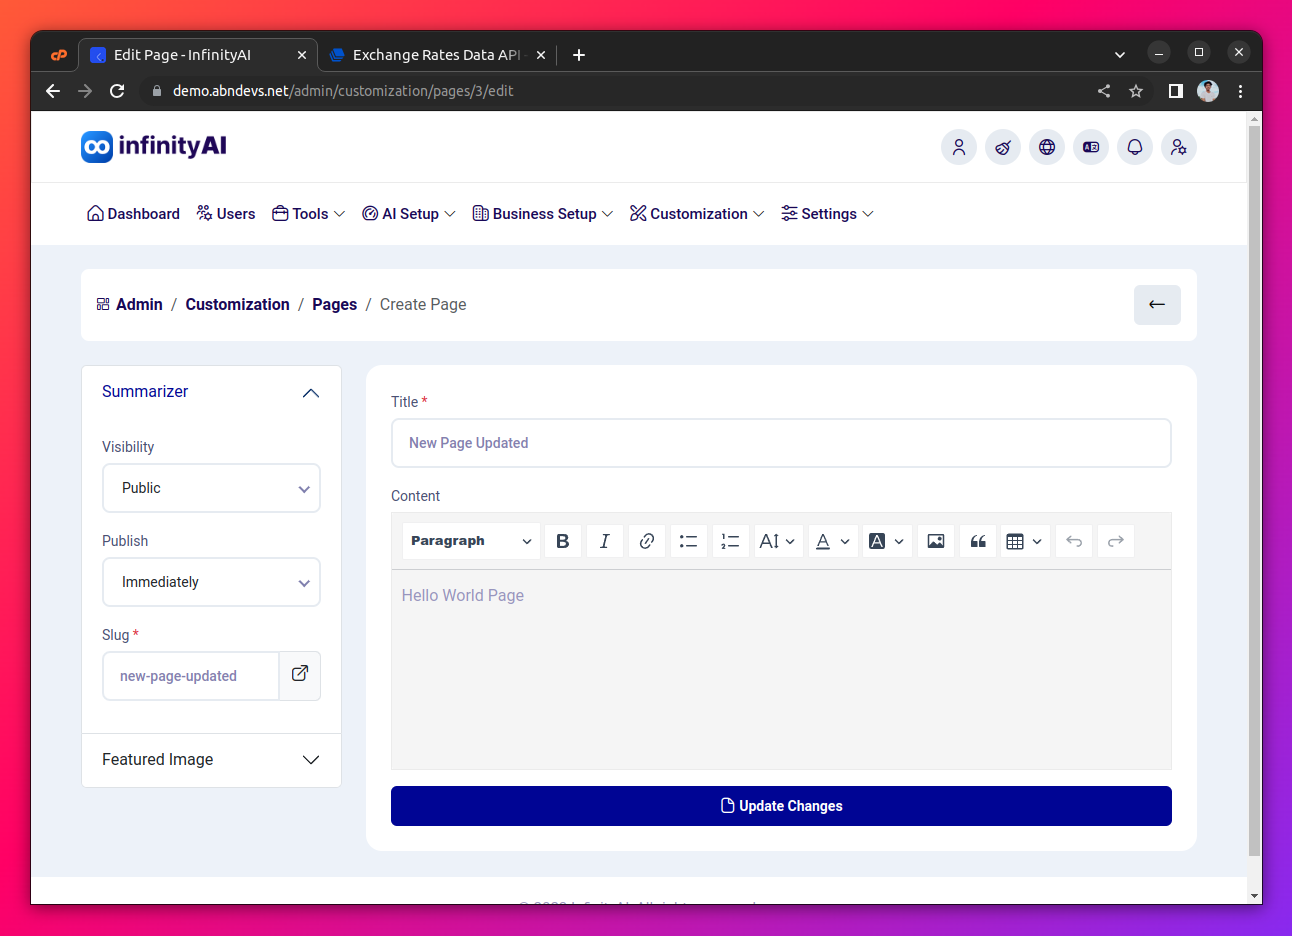 Edit Page - InfinityAI
Exchange Rates Data API -
demo.abndevs.net/admin/customization/pages/3/edit
infinityAI
Dashboard Users Tools AI Setup Business Setup Customization Settings
Admin / Customization / Pages / Create Page
Summarizer
Visibility
Public
Publish
Immediately
Slug *
new-page-updated
Featured Image
Title *
New Page Updated
Content
Paragraph
Hello World Page
Update Changes